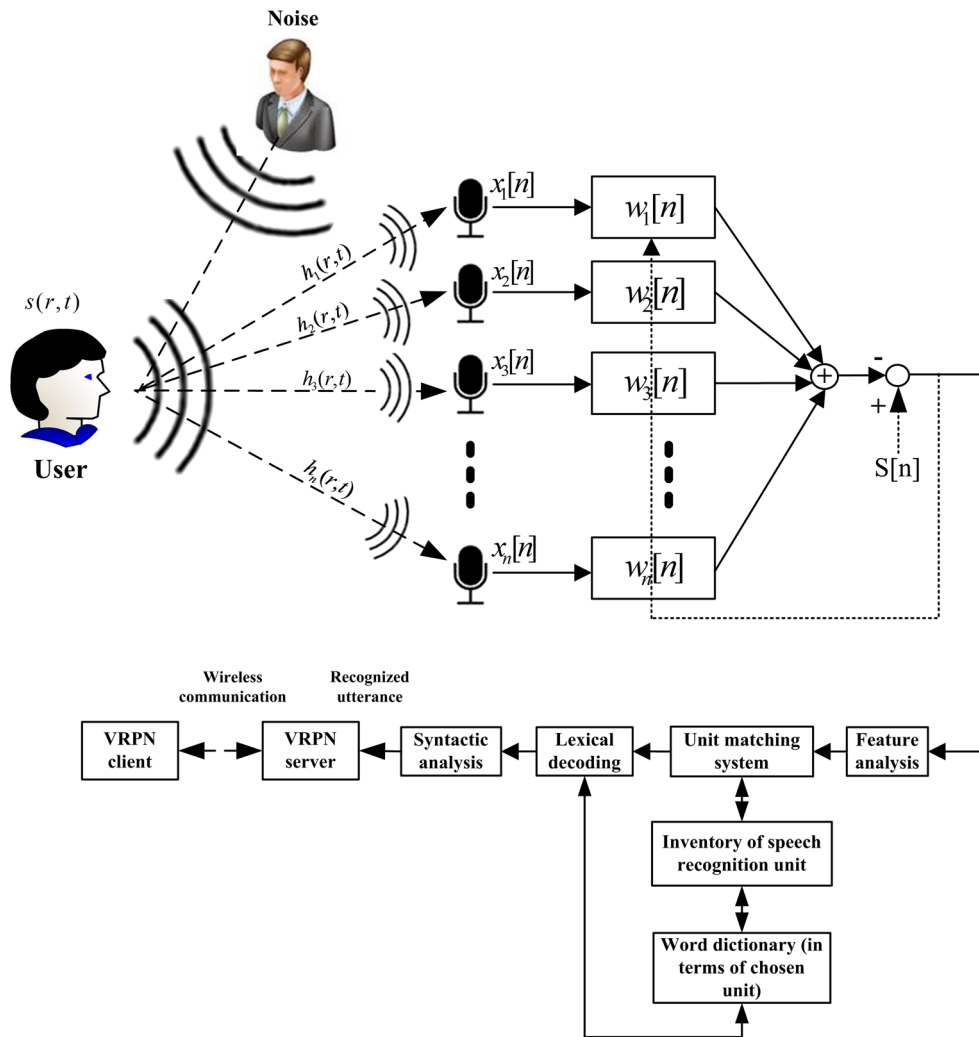 Noise
x₁[n]
w₁[n]
h₁(r,t)
s(r,t)
x₂[n]
w₂[n]
h₂(r,t)
x₃[n]
w₃[n]
h₃(r,t)
+
-
+
S[n]
User
hₙ(r,t)
xₙ[n]
wₙ[n]
Wireless
communication
Recognized
utterance
VRPN
client
VRPN
server
Syntactic
analysis
Lexical
decoding
Unit matching
system
Feature
analysis
Inventory of speech
recognition unit
Word dictionary (in
terms of chosen
unit)